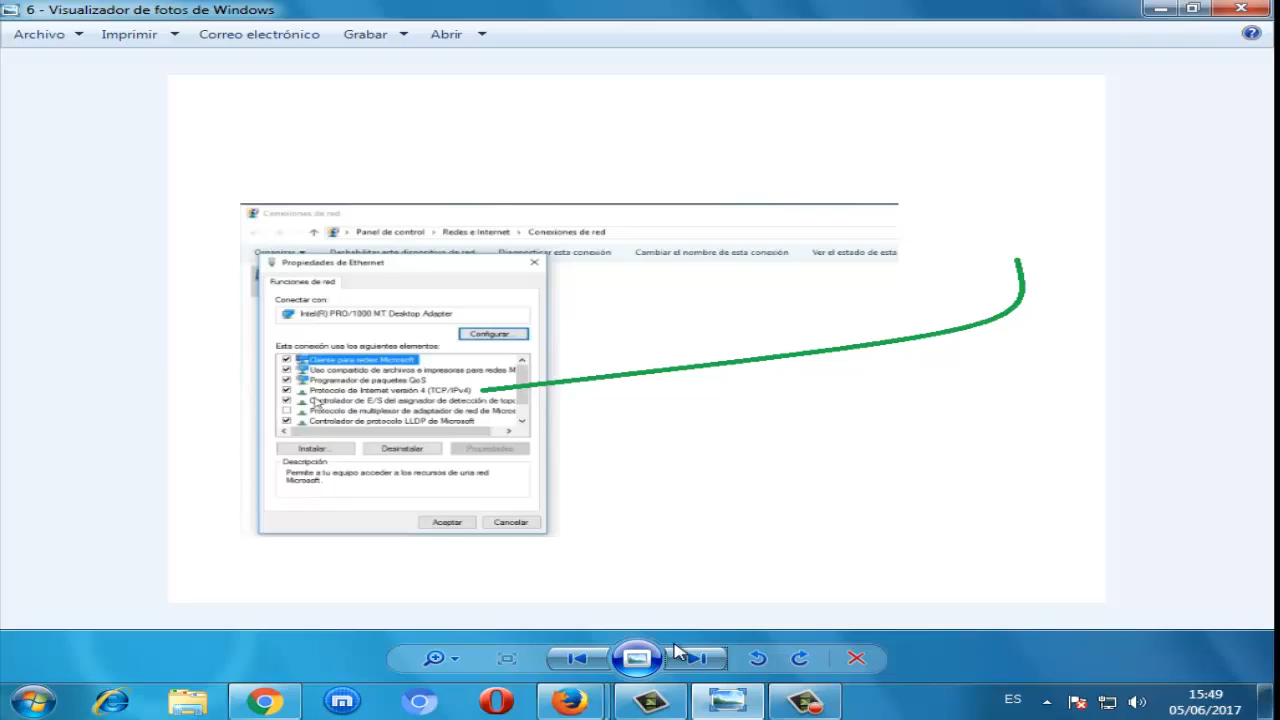 6 - Visualizador de fotos de Windows
Archivo Imprimir Correo electrónico Grabar Abrir
Conexiones de red
Panel de control › Redes e Internet › Conexiones de red
Organizar Deshabilitar este dispositivo de red Diagnosticar esta conexión Cambiar el nombre de esta conexión Ver el estado de esta
Propiedades de Ethernet
Funciones de red
Conectar con:
Intel(R) PRO/1000 MT Desktop Adapter
Configurar...
Esta conexión usa los siguientes elementos:
Cliente para redes Microsoft
Uso compartido de archivos e impresoras para redes M
Programador de paquetes QoS
Protocolo de Internet versión 4 (TCP/IPv4)
Controlador de E/S del asignador de detección de topo
Protocolo de multiplexor de adaptador de red de Micros
Controlador de protocolo LLDP de Microsoft
Instalar... Desinstalar Propiedades
Descripción
Permite a tu equipo acceder a los recursos de una red
Microsoft.
Aceptar Cancelar
ES
15:49
05/06/2017